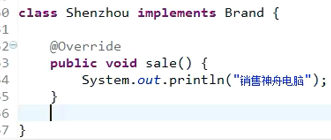 class Shenzhou implements Brand {
@Override
public void sale() {
System.out.println("销售神舟电脑");
}
}